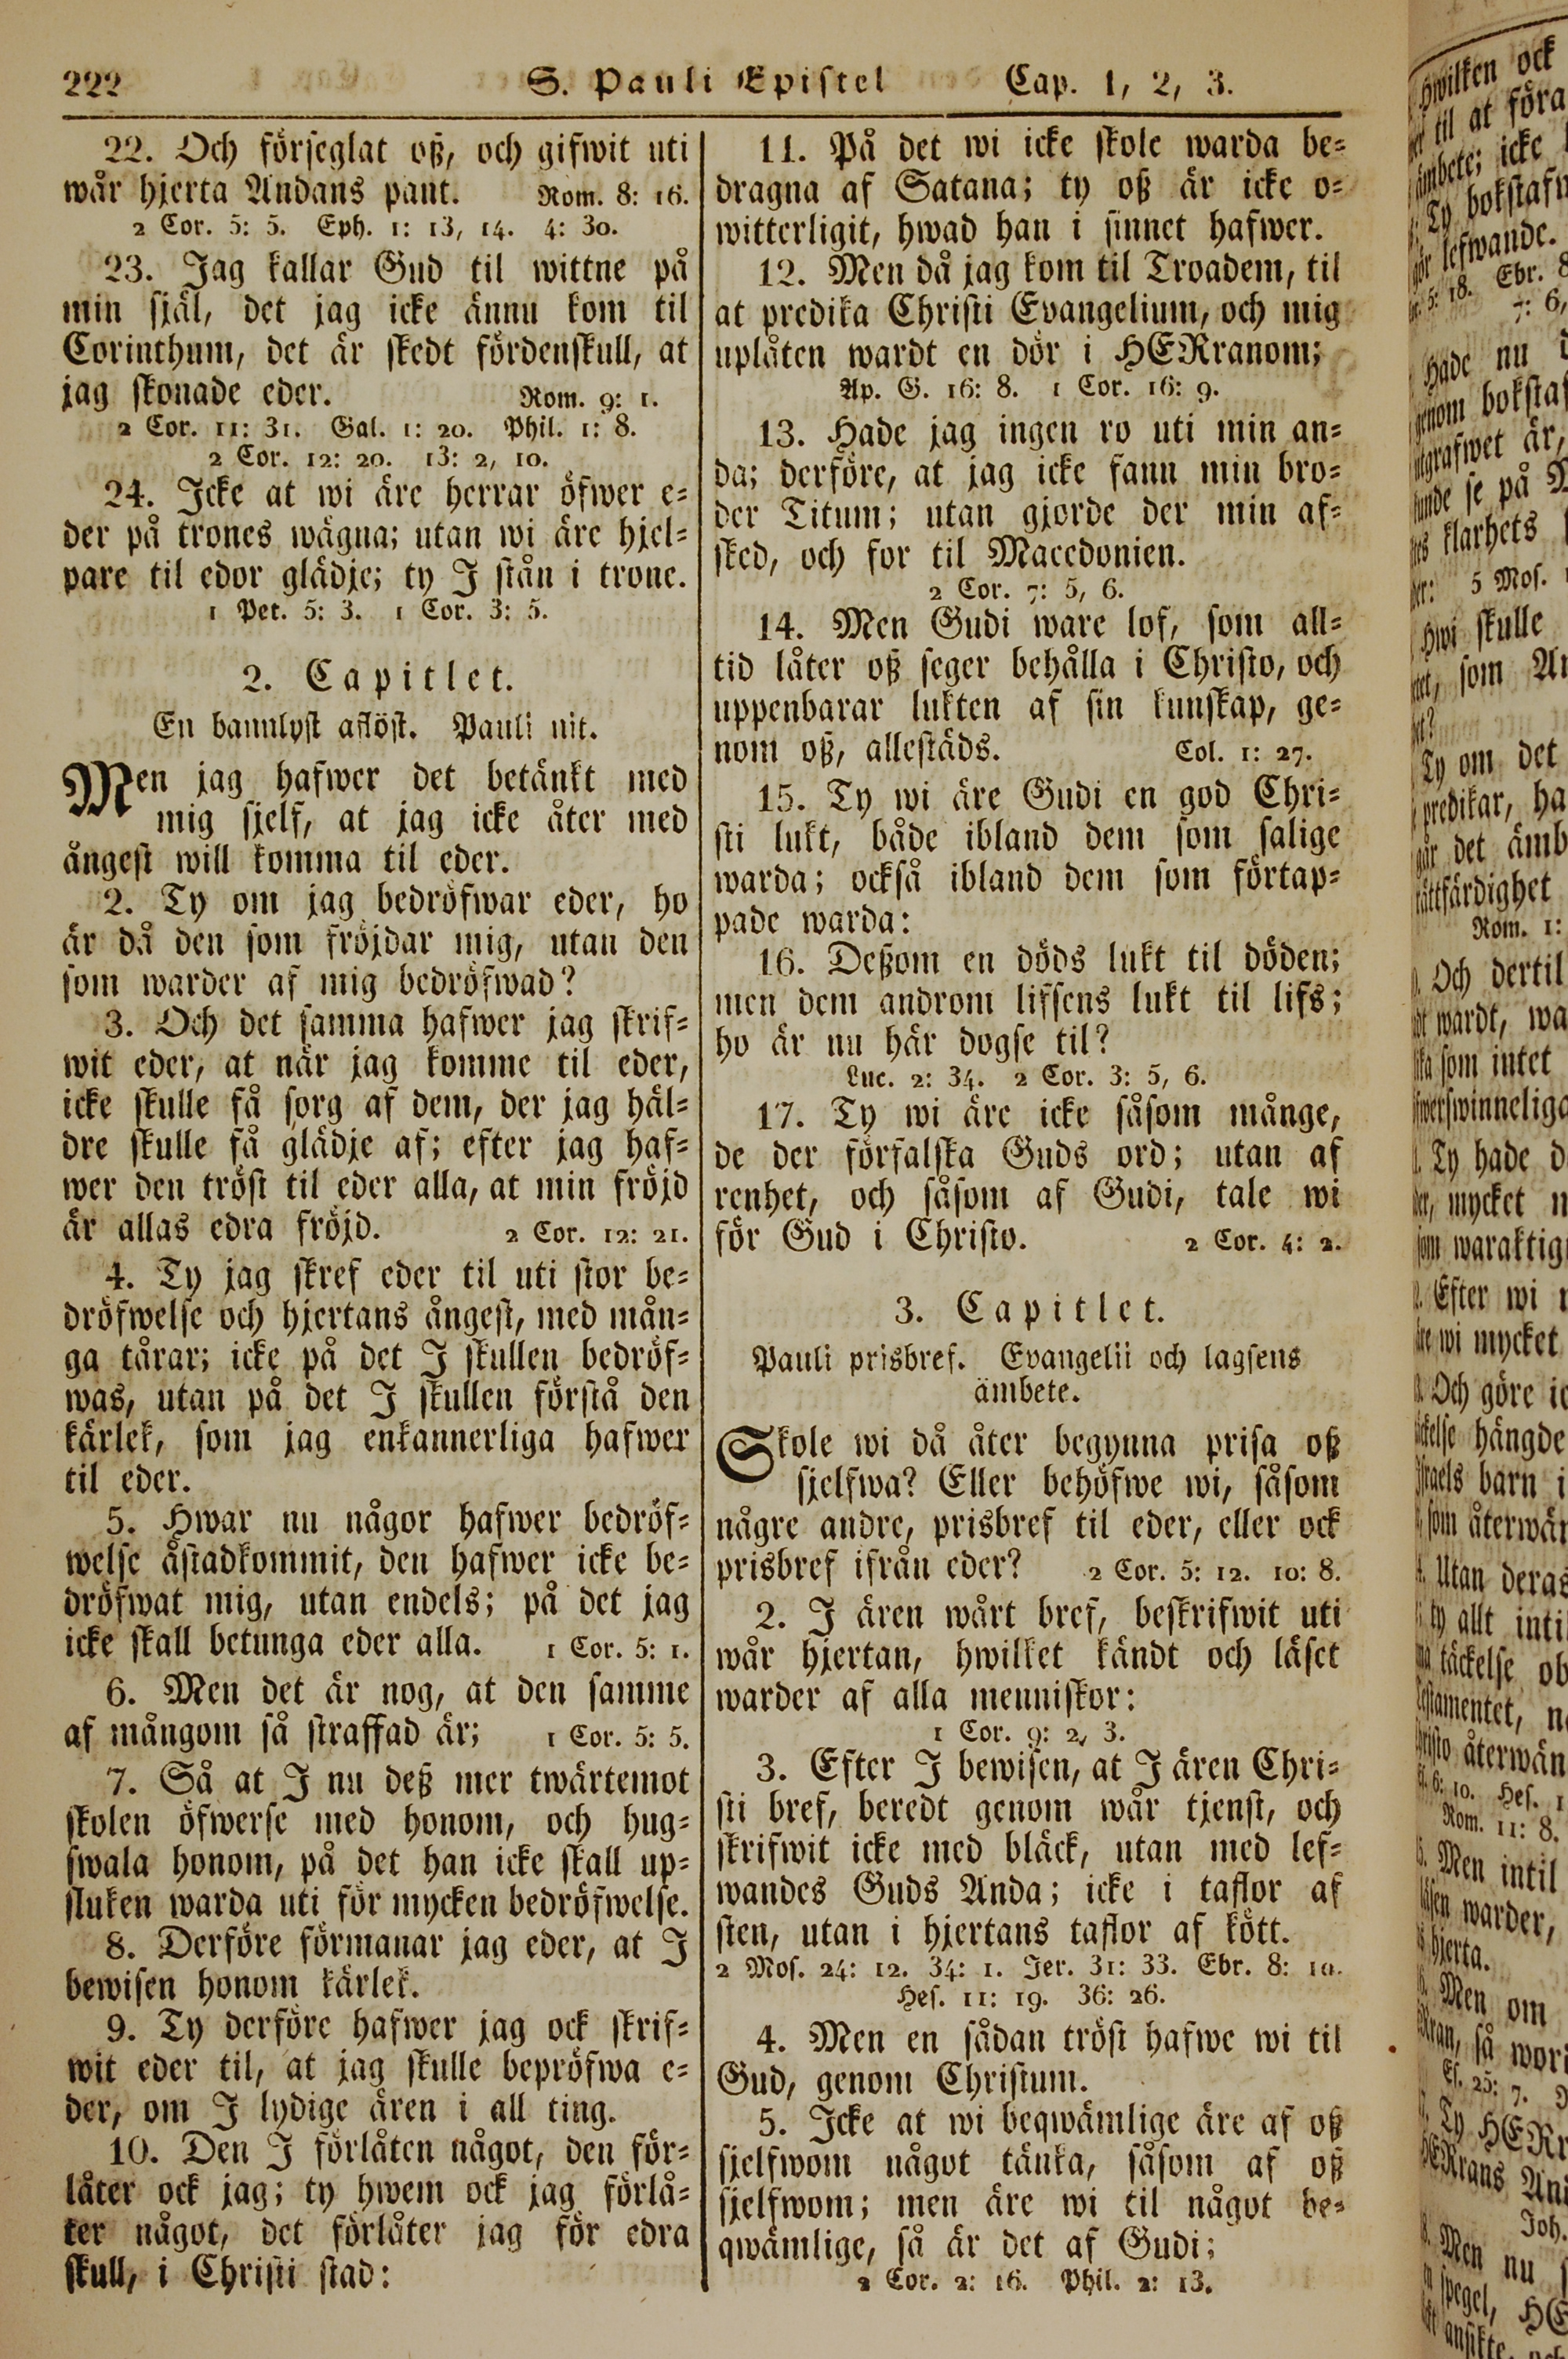 222 S. Pauli Epistel Cap. 1, 2, 3.
22. Och förseglat oß, och gifwit uti
wår hjerta Andans pant. Rom. 8: 16.
2 Cor. 5: 5. Eph. 1: 13, 14. 4: 30.
23. Jag kallar Gud til wittne på
min själ, det jag icke ännu kom til
Corinthum, det är skedt fördenskull, at
jag skonade eder. Rom. 9: 1.
2 Cor. 11: 31. Gal. 1: 20. Phil. 1: 8.
2 Cor. 12: 20. 13: 2, 10.
24. Icke at wi äre herrar öfwer e-
der på trones wägna; utan wi äre hjel-
pare til edor glädje; ty I stån i trone.
1 Pet. 5: 3. 1 Cor. 3: 5.
2. Capitlet.
En bannlyst aflöst. Pauli nit.
Men jag hafwer det betänkt med
mig sjelf, at jag icke åter med
ångest will komma til eder.
2. Ty om jag bedröfwar eder, ho
är då den som fröjdar mig, utan den
som warder af mig bedröfwad?
3. Och det samma hafwer jag skrif-
wit eder, at när jag komme til eder,
icke skulle få sorg af dem, der jag häl-
dre skulle få glädje af; efter jag haf-
wer den tröst til eder alla, at min fröjd
är allas edra fröjd. 2 Cor. 12: 21.
4. Ty jag skref eder til uti stor be-
dröfwelse och hjertans ångest, med mån-
ga tårar; icke på det I skullen bedröf-
was, utan på det I skullen förstå den
kärlek, som jag enkannerliga hafwer
til eder.
5. Hwar nu någor hafwer bedröf-
welse åstadkommit, den hafwer icke be-
dröfwat mig, utan endels; på det jag
icke skall betunga eder alla. 1 Cor. 5: 1.
6. Men det är nog, at den samme
af mångom så straffad är; 1 Cor. 5: 5.
7. Så at I nu deß mer twärtemot
skolen öfwerse med honom, och hug-
swala honom, på det han icke skall up-
sluken warda uti för mycken bedröfwelse.
8. Derföre förmanar jag eder, at I
bewisen honom kärlek.
9. Ty derföre hafwer jag ock skrif-
wit eder til, at jag skulle bepröfwa e-
der, om I lydige ären i all ting.
10. Den I förlåten något, den för-
låter ock jag; ty hwem ock jag förlå-
ter något, det förlåter jag för edra
skull, i Christi stad:
11. På det wi icke skole warda be-
dragna af Satana; ty oß är icke o-
witterligit, hwad han i sinnet hafwer.
12. Men då jag kom til Troadem, til
at predika Christi Evangelium, och mig
uplåten wardt en dör i HERranom;
Ap. G. 16: 8. 1 Cor. 16: 9.
13. Hade jag ingen ro uti min an-
da; derföre, at jag icke fann min bro-
der Titum; utan gjorde der min af-
sked, och for til Macedonien.
2 Cor. 7: 5, 6.
14. Men Gudi ware lof, som all-
tid låter oß seger behålla i Christo, och
uppenbarar lukten af sin kunskap, ge-
nom oß, allestäds. Col. 1: 27.
15. Ty wi äre Gudi en god Chri-
sti lukt, både ibland dem som salige
warda; också ibland dem som förtap-
pade warda:
16. Deßom en döds lukt til döden;
men dem androm lifsens lukt til lifs;
ho är nu här dogse til?
Luc. 2: 34. 2 Cor. 3: 5, 6.
17. Ty wi äre icke såsom månge,
de der förfalska Guds ord; utan af
renhet, och såsom af Gudi, tale wi
för Gud i Christo. 2 Cor. 4: 2.
3. Capitlet.
Pauli prisbref. Evangelii och lagsens
ämbete.
Skole wi då åter begynna prisa oß
sjelfwa? Eller behöfwe wi, såsom
någre andre, prisbref til eder, eller ock
prisbref ifrån eder? 2 Cor. 5: 12. 10: 8.
2. I ären wårt bref, beskrifwit uti
wår hjertan, hwilket kändt och läset
warder af alla menniskor:
1 Cor. 9: 2, 3.
3. Efter I bewisen, at I ären Chri-
sti bref, beredt genom wår tjenst, och
skrifwit icke med bläck, utan med lef-
wandes Guds Anda; icke i taflor af
sten, utan i hjertans taflor af kött.
2 Mos. 24: 12. 34: 1. Jer. 31: 33. Ebr. 8: 10.
Hes. 11: 19. 36: 26.
4. Men en sådan tröst hafwe wi til
Gud, genom Christum.
5. Icke at wi beqwämlige äre af oß
sjelfwom något tänka, såsom af oß
sjelfwom; men äre wi til något be-
qwämlige, så är det af Gudi;
2 Cor. 2: 16. Phil. 2: 13.